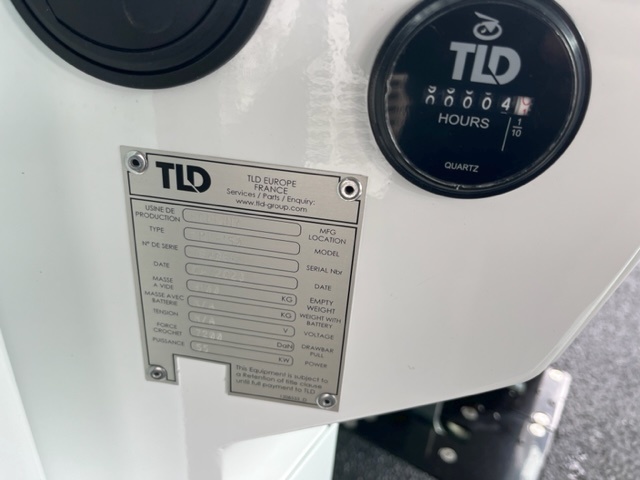 TLD
000004
HOURS 1/10
QUARTZ
TLD TLD EUROPE
FRANCE
Services / Parts / Enquiry:
www.tld-group.com
USINE DE PRODUCTION MFG LOCATION
TYPE MODEL
N° DE SERIE SERIAL Nbr
DATE DATE
MASSE A VIDE KG EMPTY WEIGHT
MASSE AVEC BATTERIE KG WEIGHT WITH BATTERY
TENSION V VOLTAGE
FORCE CROCHET DaN DRAWBAR PULL
PUISSANCE KW POWER
This Equipment is subject to
a Retention of title clause
until full payment to TLD